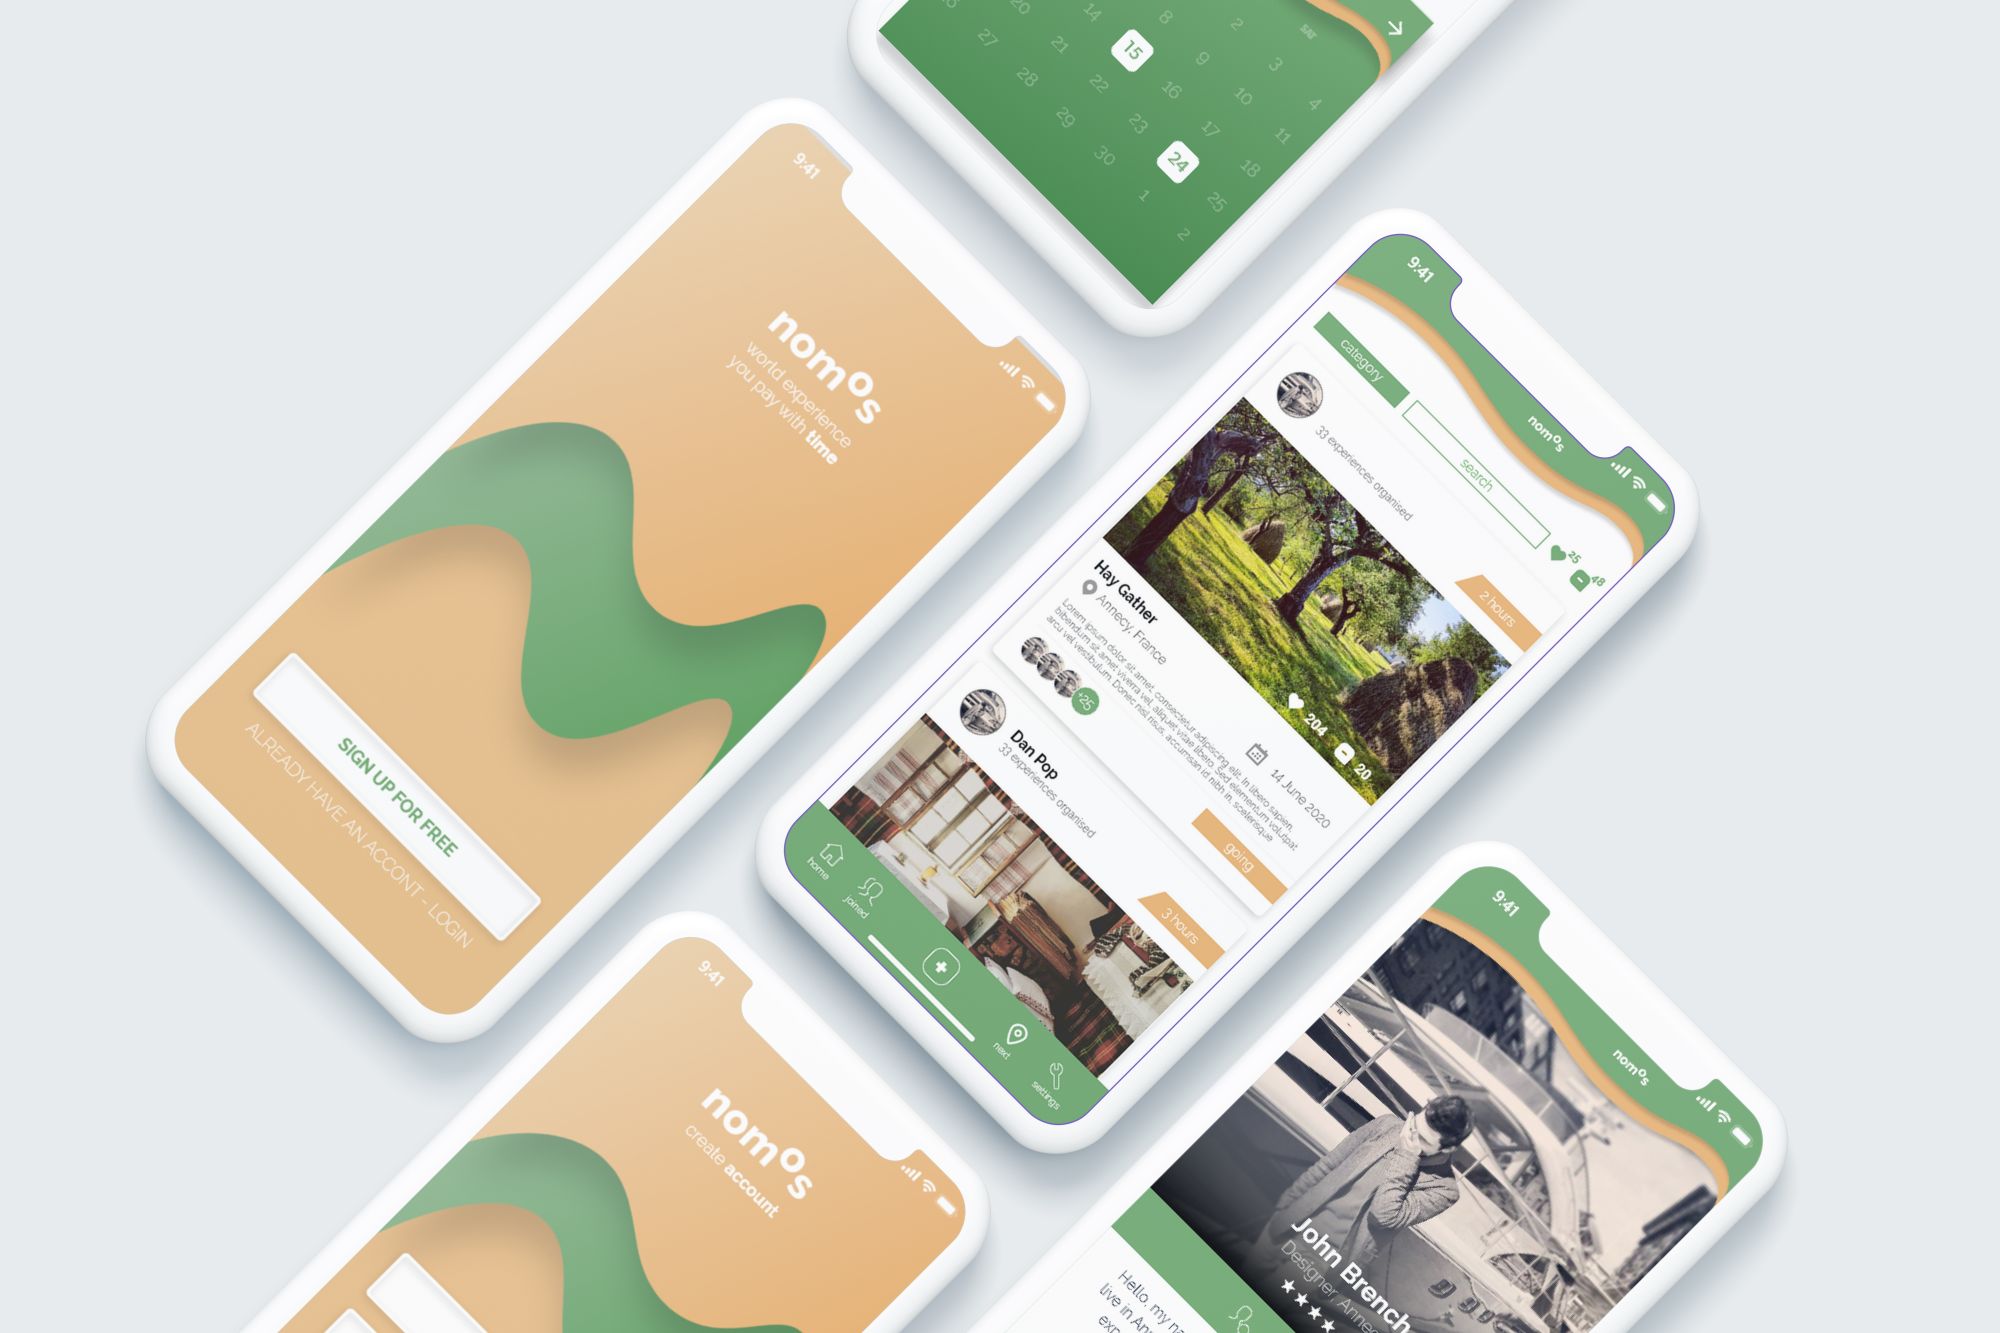 20
14
8
2
SAT
27
21
15
9
3
28
22
16
10
4
29
23
17
11
30
24
18
1
25
2
9:41
nomos
world experience
you pay with time
SIGN UP FOR FREE
ALREADY HAVE AN ACCONT - LOGIN
9:41
nomos
category
search
25
48
33 experiences organised
2 hours
204
20
Hay Gather
Annecy, France
14 June 2020
Lorem ipsum dolor sit amet, consectetur adipiscing elit. In libero sapien,
bibendum sit amet viverra vel, aliquet vitae libero. Sed elementum volutpat
arcu vel vestibulum. Donec nisl risus, accumsan id nibh in, scelerisque
+25
going
Dan Pop
33 experiences organised
3 hours
home
joined
next
settings
9:41
nomos
create account
9:41
nomos
John Brench
Designer, Annec
Hello, my na
live in An
exp